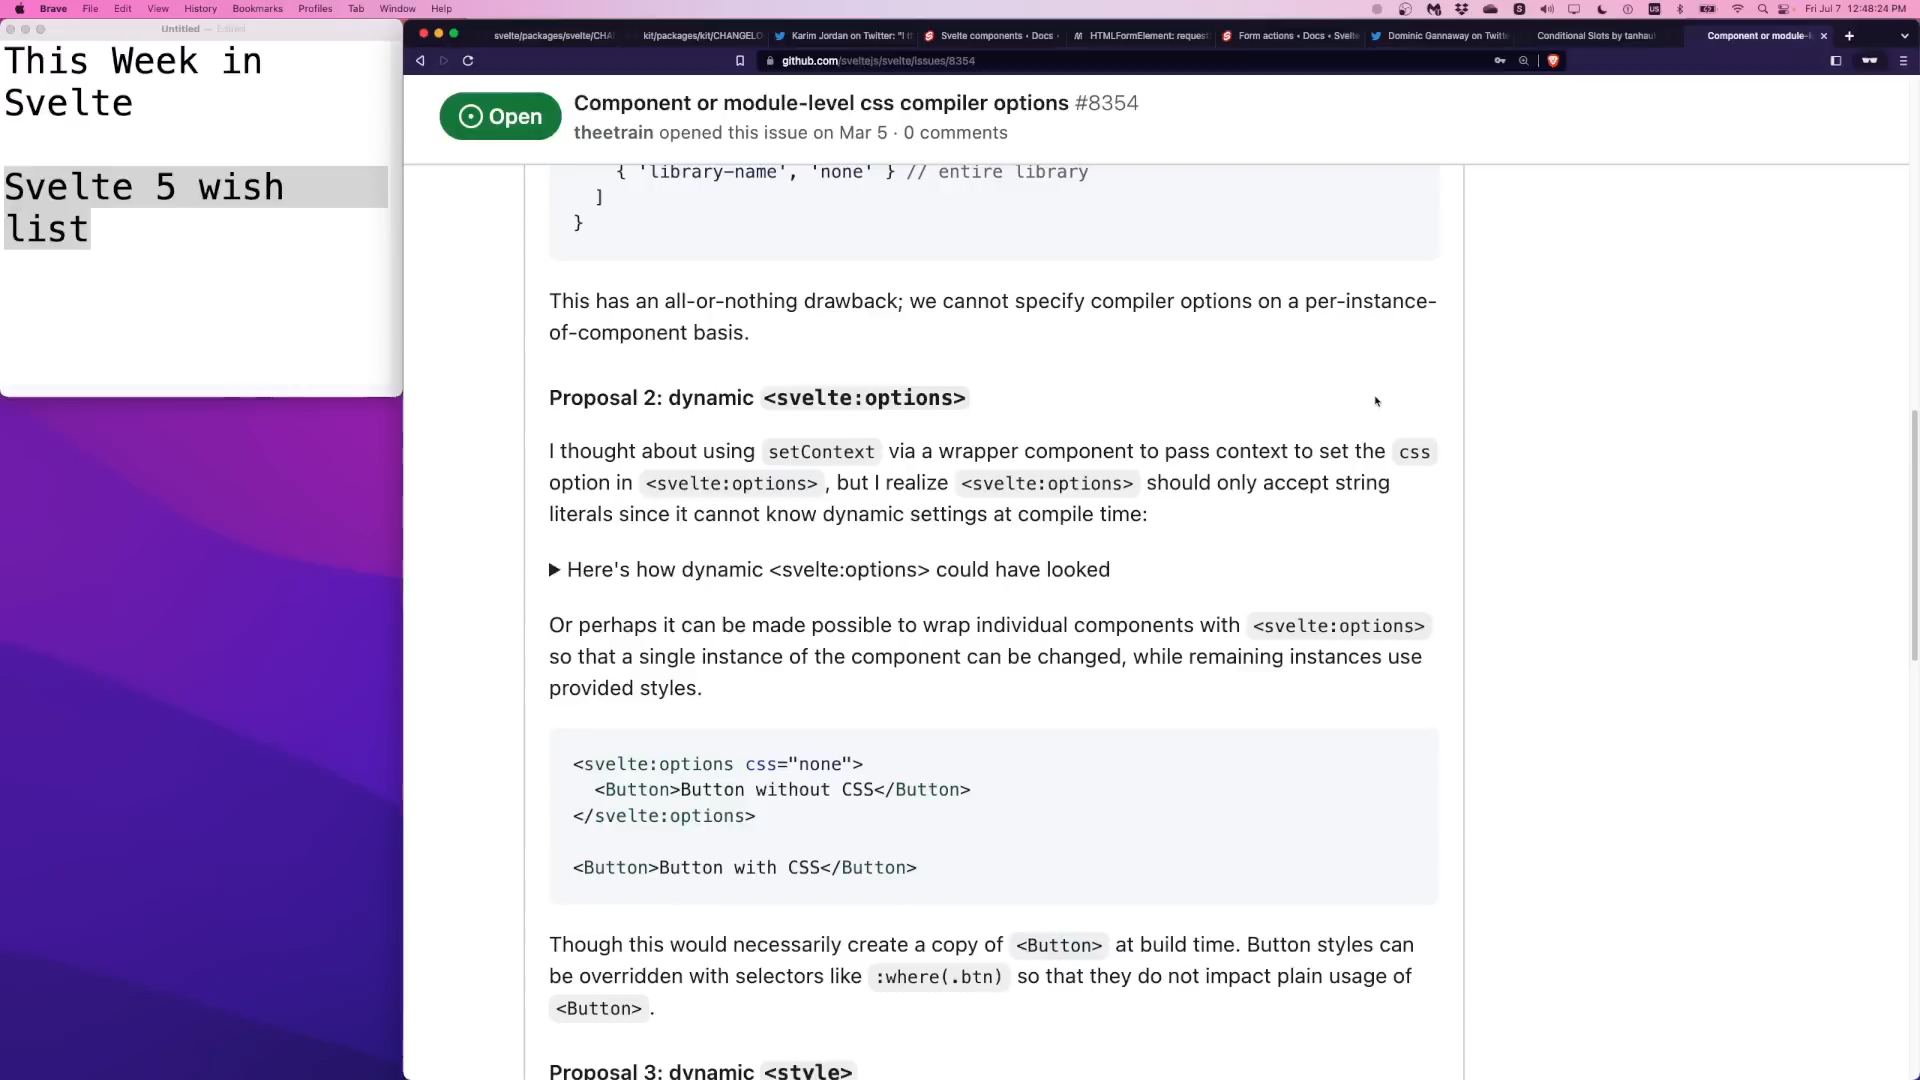 Brave File Edit View History Bookmarks Profiles Tab Window Help
Fri Jul 7 12:48:24 PM
Untitled — Edited
This Week in
Svelte
Svelte 5 wish
list
svelte/packages/svelte/CHA
kit/packages/kit/CHANGELO
Karim Jordan on Twitter: "I t
Svelte components • Docs •
HTMLFormElement: request
Form actions • Docs • Svelte
Dominic Gannaway on Twitt
Conditional Slots by tanhau
Component or module-l
github.com/sveltejs/svelte/issues/8354
Open
Component or module-level css compiler options #8354
theetrain opened this issue on Mar 5 · 0 comments
{ 'library-name', 'none' } // entire library
]
}
This has an all-or-nothing drawback; we cannot specify compiler options on a per-instance-
of-component basis.
Proposal 2: dynamic <svelte:options>
I thought about using setContext via a wrapper component to pass context to set the css
option in <svelte:options>, but I realize <svelte:options> should only accept string
literals since it cannot know dynamic settings at compile time:
▶ Here's how dynamic <svelte:options> could have looked
Or perhaps it can be made possible to wrap individual components with <svelte:options>
so that a single instance of the component can be changed, while remaining instances use
provided styles.
<svelte:options css="none">
<Button>Button without CSS</Button>
</svelte:options>
<Button>Button with CSS</Button>
Though this would necessarily create a copy of <Button> at build time. Button styles can
be overridden with selectors like :where(.btn) so that they do not impact plain usage of
<Button>.
Proposal 3: dynamic <style>